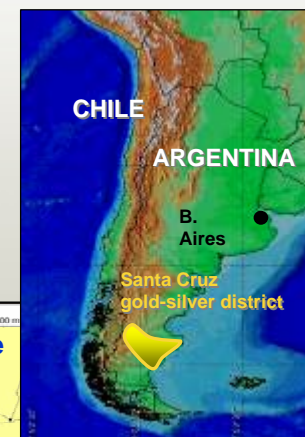 CHILE
ARGENTINA
B.
Aires
Santa Cruz
gold-silver district